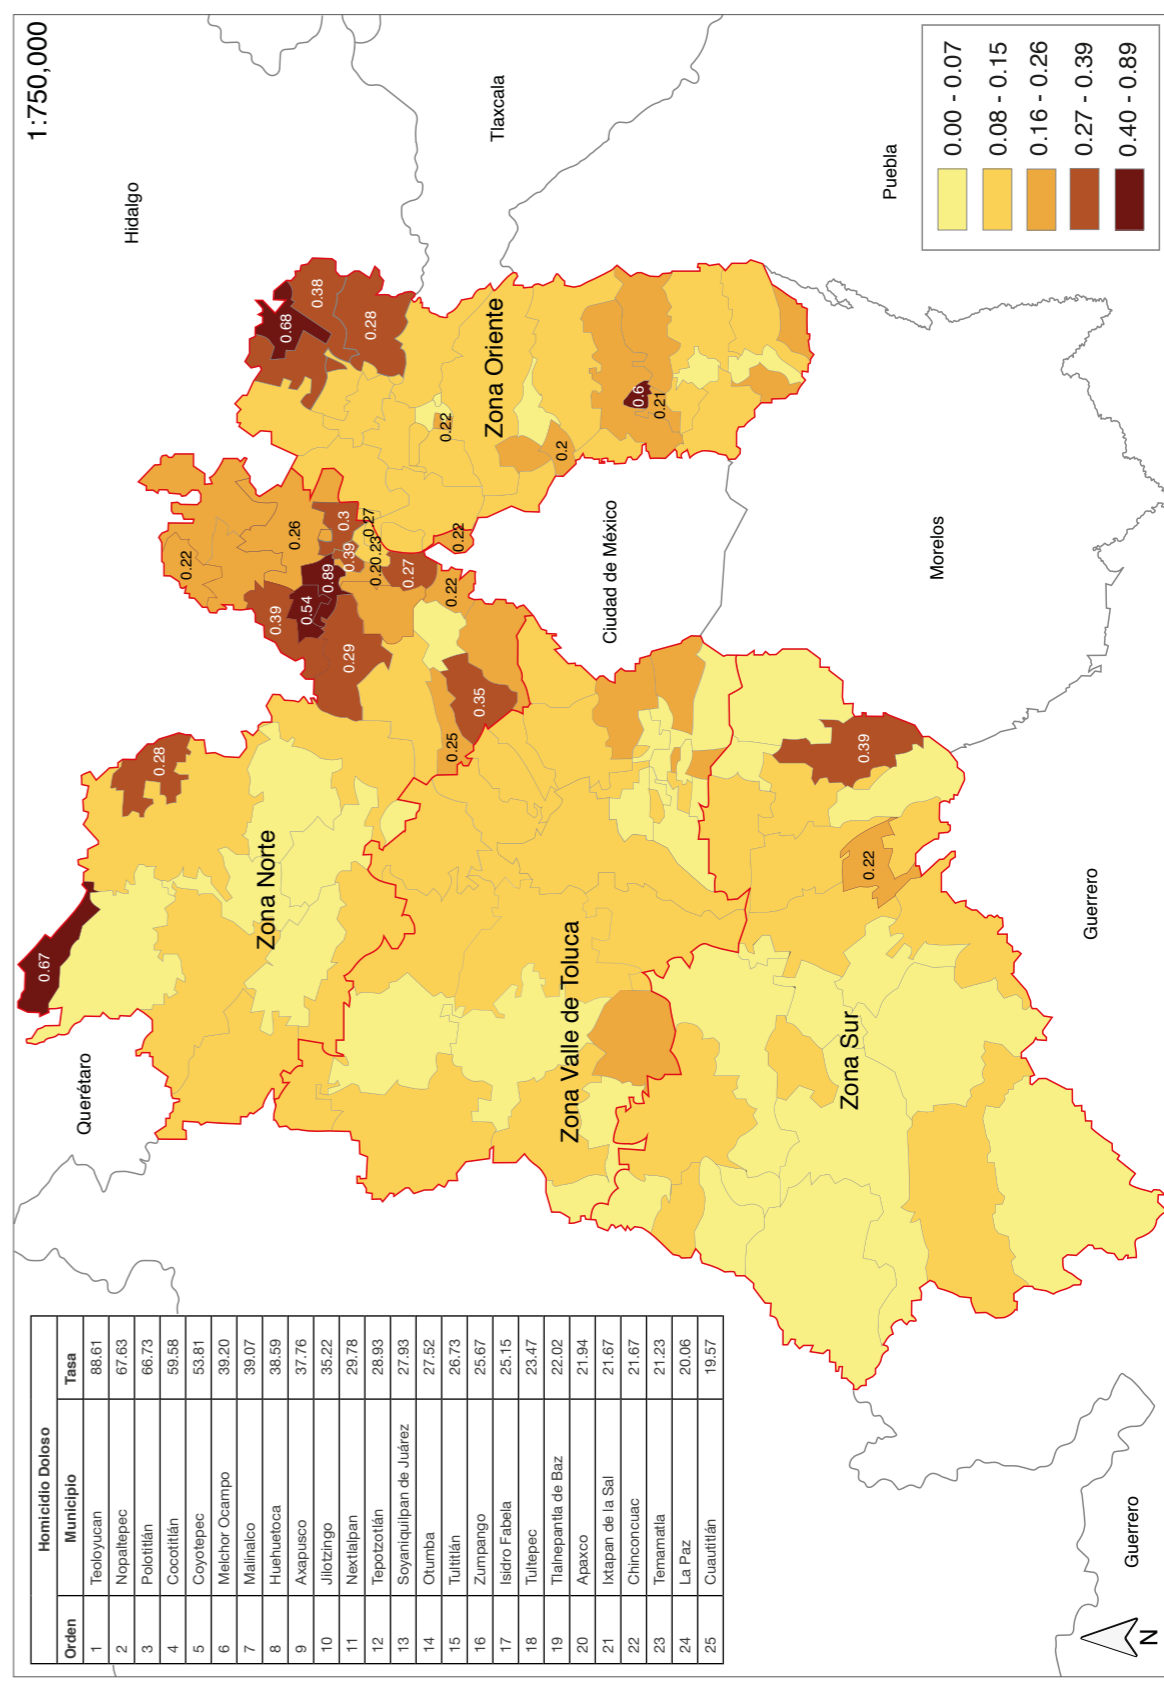 Homicidio Doloso
Orden Municipio Tasa
1 Teoloyucan 88.61
2 Nopaltepec 67.63
3 Polotitlán 66.73
4 Cocotitlán 59.58
5 Coyotepec 53.81
6 Melchor Ocampo 39.20
7 Malinalco 39.07
8 Huehuetoca 38.59
9 Axapusco 37.76
10 Jilotzingo 35.22
11 Nextlalpan 29.78
12 Tepotzotlán 28.93
13 Soyaniquilpan de Juárez 27.93
14 Otumba 27.52
15 Tultitlán 26.73
16 Zumpango 25.67
17 Isidro Fabela 25.15
18 Tultepec 23.47
19 Tlalnepantla de Baz 22.02
20 Apaxco 21.94
21 Ixtapan de la Sal 21.67
22 Chinconcuac 21.67
23 Temamatla 21.23
24 La Paz 20.06
25 Cuautitlán 19.57
1:750,000
Querétaro
Hidalgo
Tlaxcala
Puebla
Morelos
Guerrero
Guerrero
Ciudad de México
Zona Norte
Zona Valle de Toluca
Zona Sur
Zona Oriente
0.67
0.28
0.39
0.54
0.29
0.89
0.26
0.22
0.39
0.3
0.27
0.20
0.23
0.27
0.22
0.22
0.35
0.25
0.68
0.38
0.28
0.22
0.2
0.6
0.21
0.39
0.22
0.00 - 0.07
0.08 - 0.15
0.16 - 0.26
0.27 - 0.39
0.40 - 0.89
N